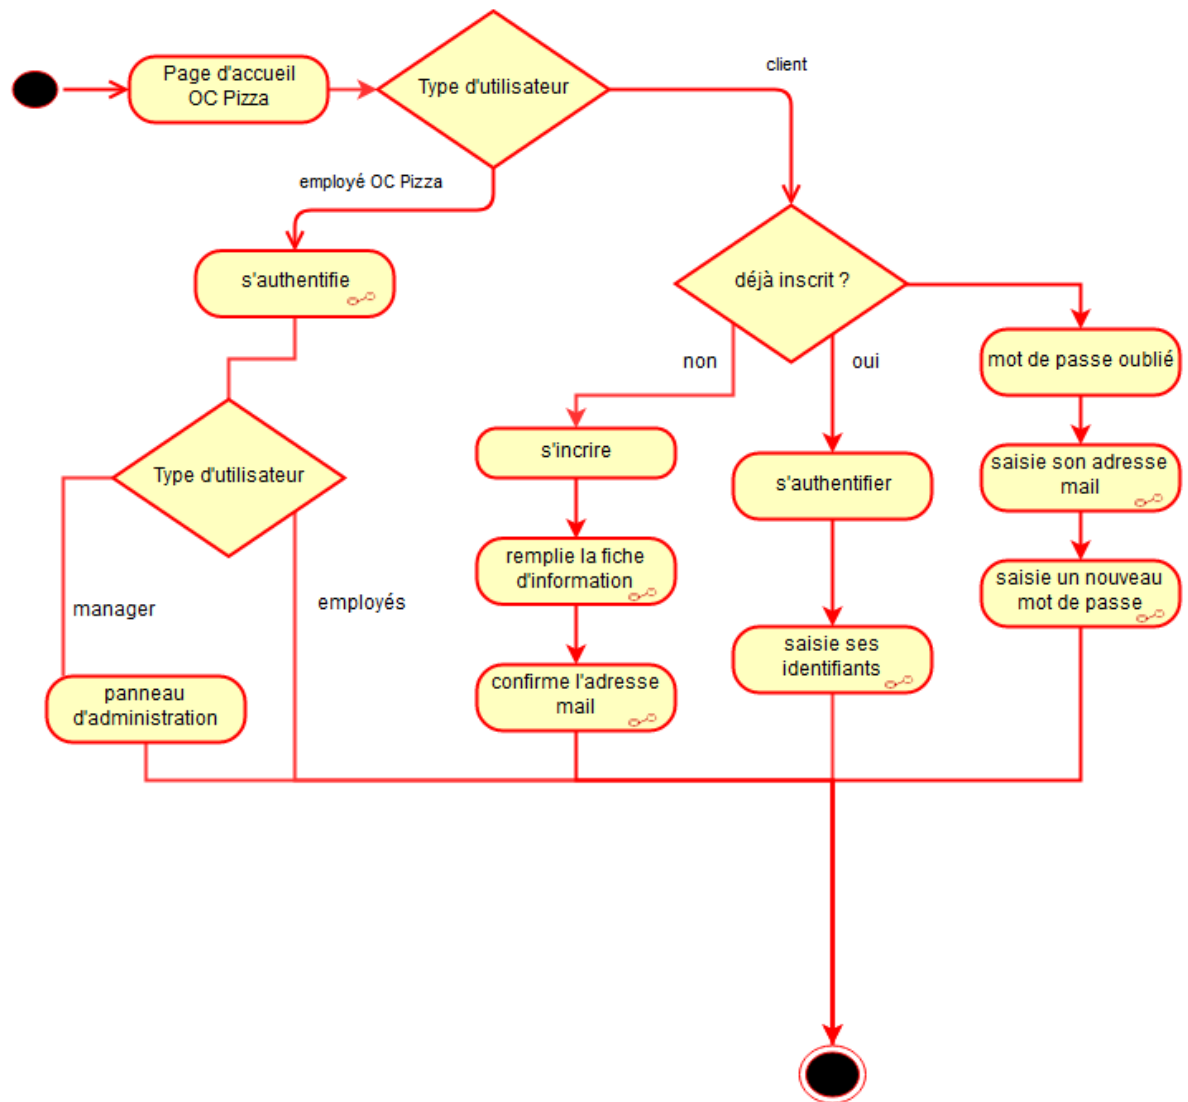 Page d'accueil
OC Pizza
Type d'utilisateur
client
employé OC Pizza
s'authentifie
déjà inscrit ?
non
oui
mot de passe oublié
s'incrire
saisie son adresse
mail
s'authentifier
Type d'utilisateur
remplie la fiche
d'information
saisie un nouveau
mot de passe
manager
employés
saisie ses
identifiants
confirme l'adresse
mail
panneau
d'administration